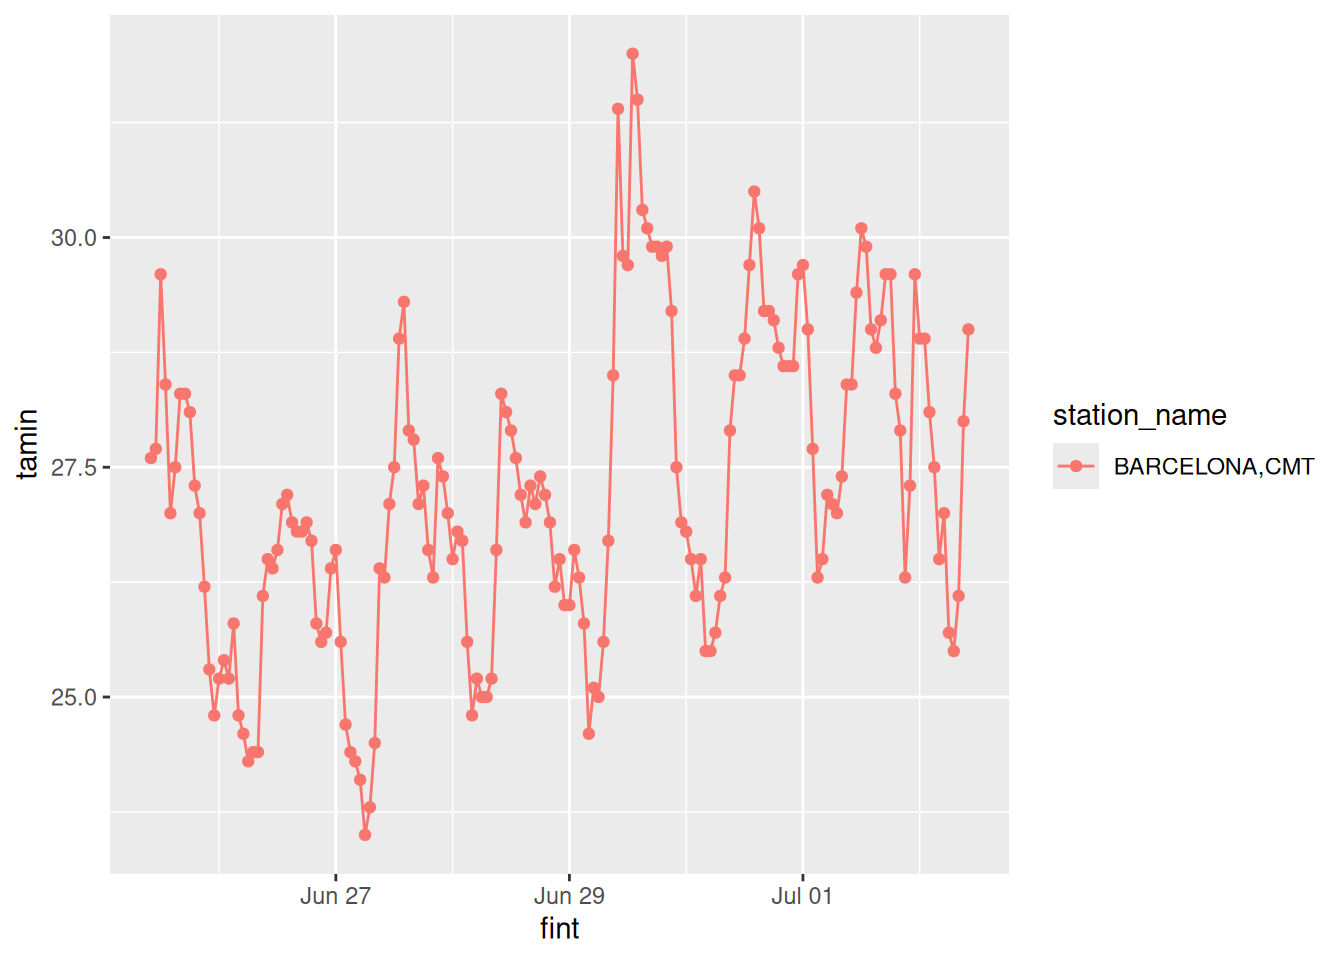 30.0
27.5
25.0
tamin
Jun 27
Jun 29
Jul 01
fint
station_name
BARCELONA,CMT